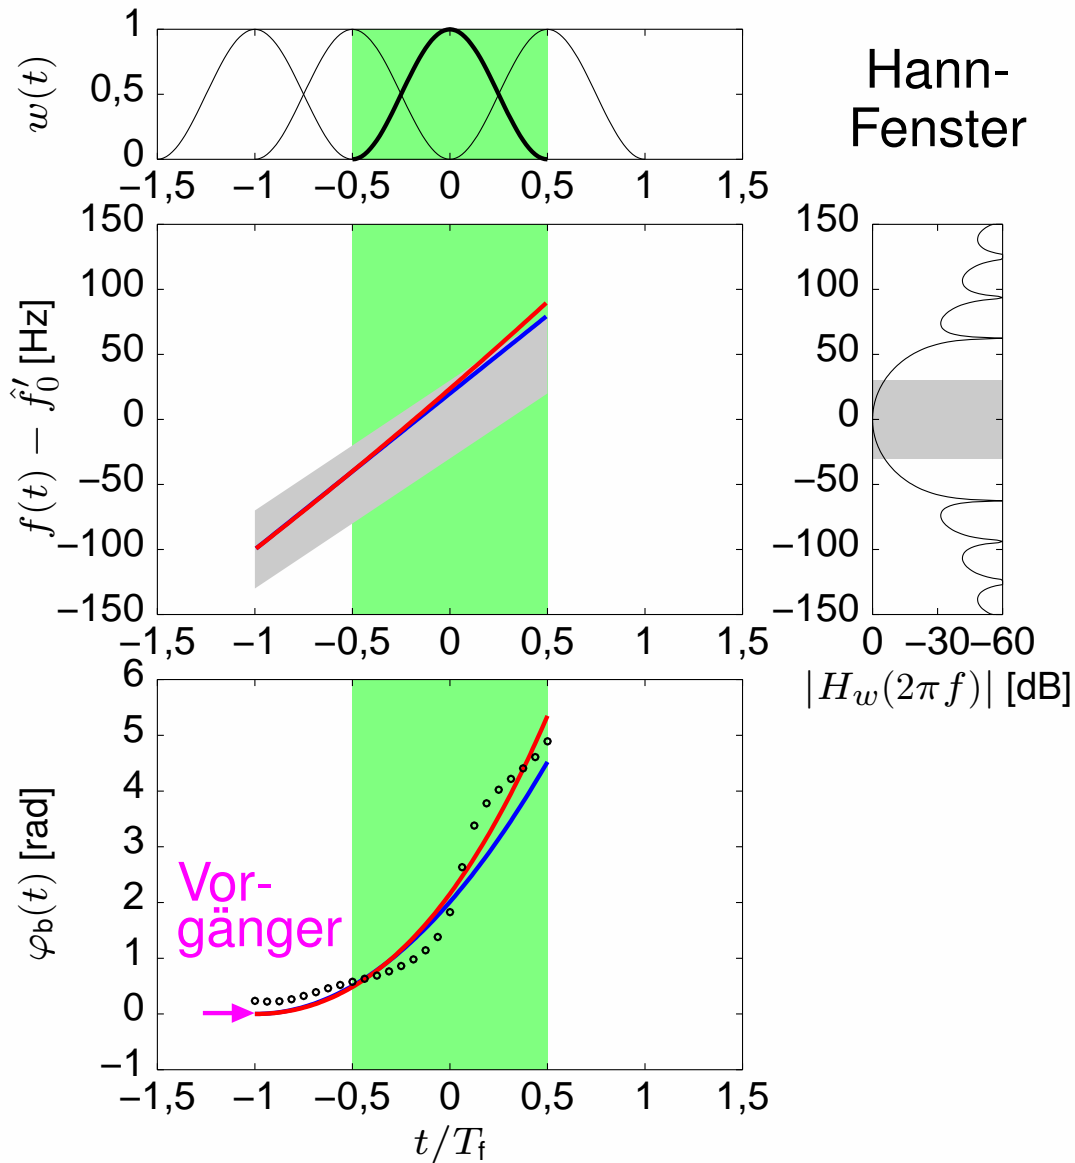 1
0,5
0
w(t)
−1,5 −1 −0,5 0 0,5 1 1,5
Hann-
Fenster
150
100
50
0
−50
−100
−150
f(t) − f̂′₀ [Hz]
−1,5 −1 −0,5 0 0,5 1 1,5
150
100
50
0
−50
−100
−150
0 −30−60
|H_w(2πf)| [dB]
6
5
4
3
2
1
0
−1
φ_b(t) [rad]
Vor-
gänger
−1,5 −1 −0,5 0 0,5 1 1,5
t/T_f